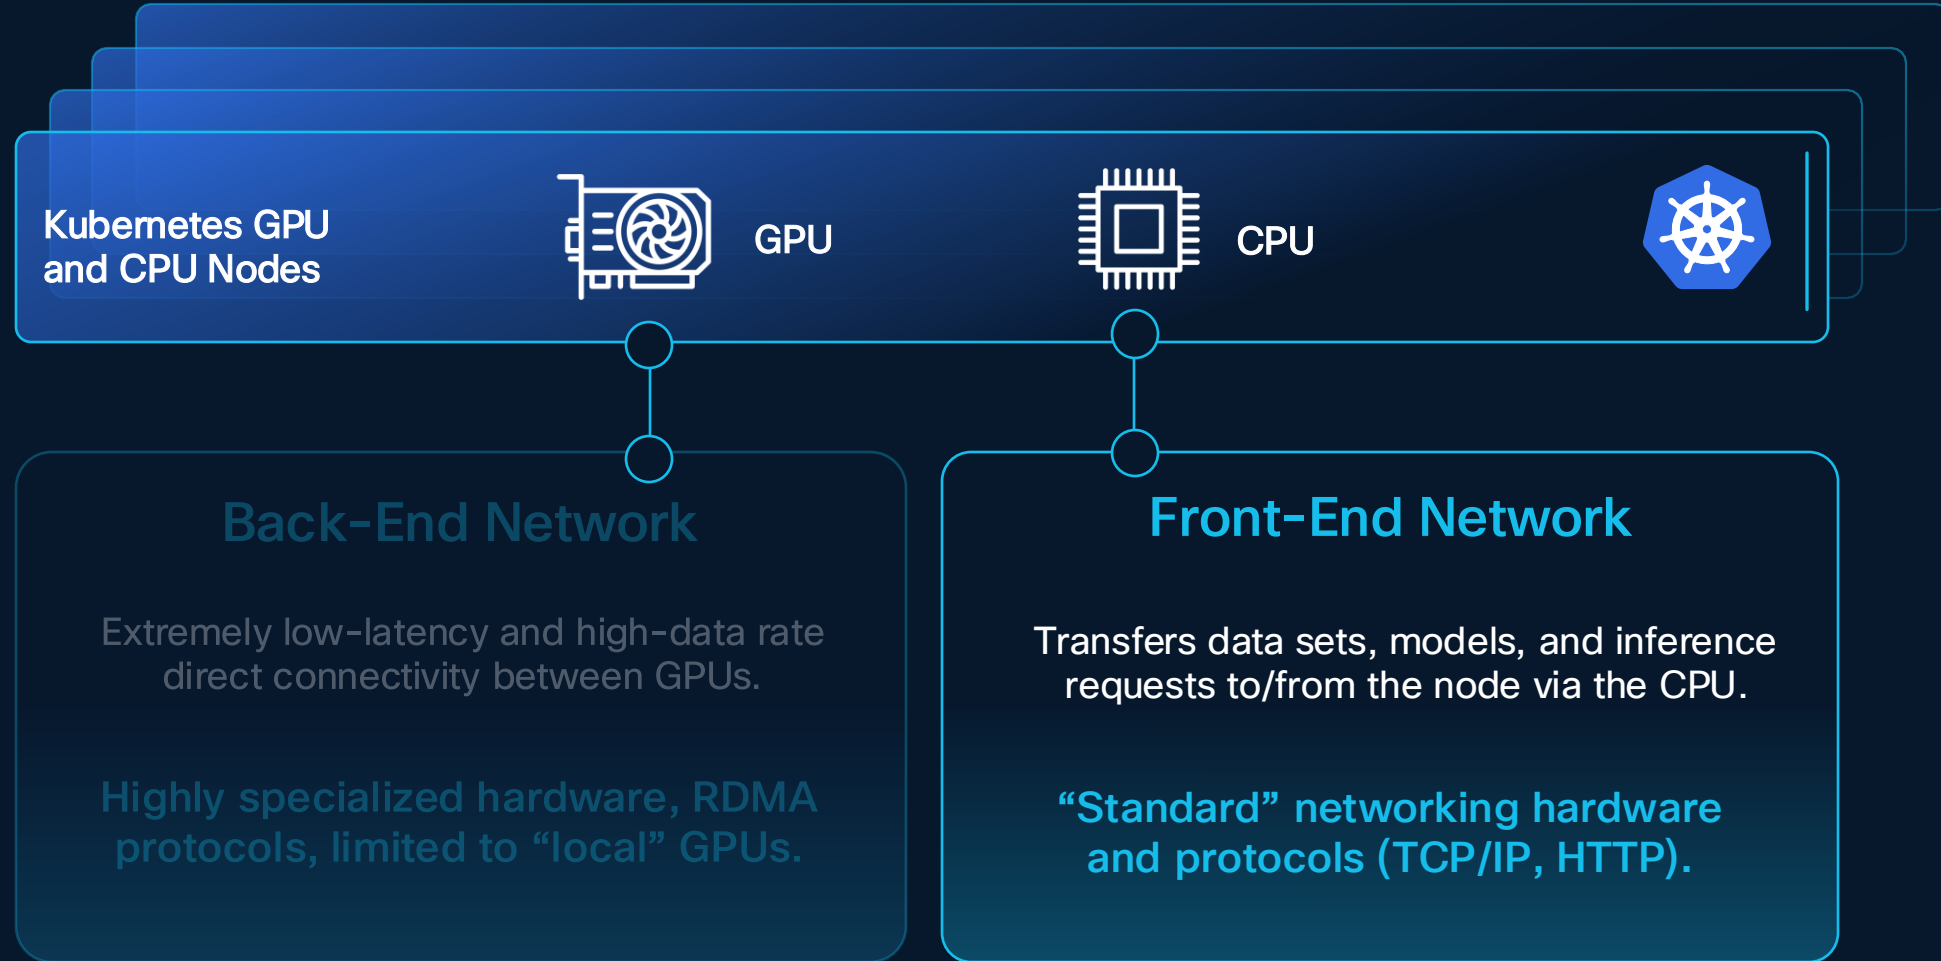 Kubernetes GPU
and CPU Nodes
GPU
CPU
Back-End Network
Extremely low-latency and high-data rate
direct connectivity between GPUs.
Highly specialized hardware, RDMA
protocols, limited to “local” GPUs.
Front-End Network
Transfers data sets, models, and inference
requests to/from the node via the CPU.
“Standard” networking hardware
and protocols (TCP/IP, HTTP).